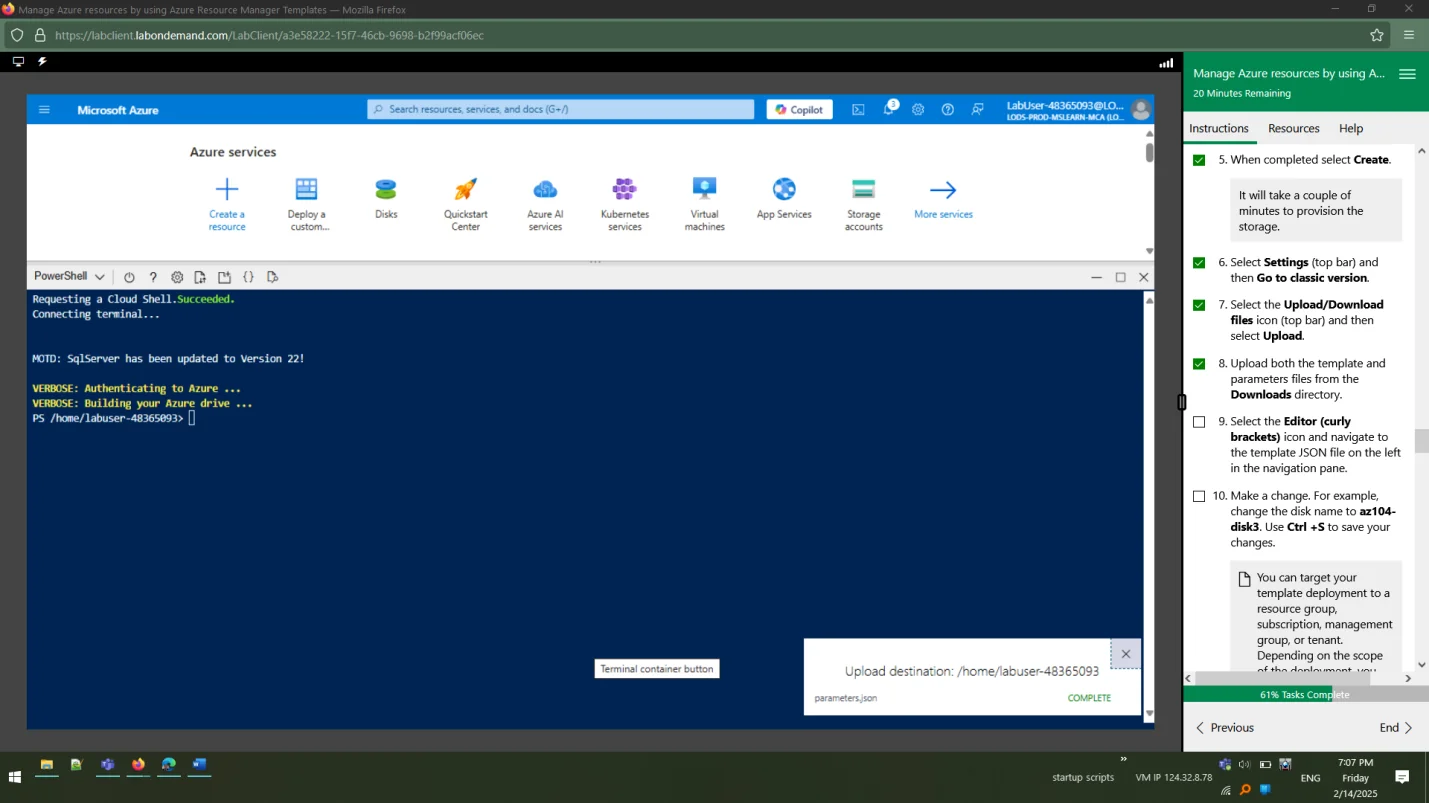 Manage Azure resources by using Azure Resource Manager Templates — Mozilla Firefox
https://labclient.labondemand.com/LabClient/a3e58222-15f7-46cb-9698-b2f99acf06ec
Microsoft Azure
Search resources, services, and docs (G+/)
Copilot
3
LabUser-48365093@LO...
LODS-PROD-MSLEARN-MCA (LO...
Azure services
Create a
resource
Deploy a
custom...
Disks
Quickstart
Center
Azure AI
services
Kubernetes
services
Virtual
machines
App Services
Storage
accounts
More services
PowerShell
Requesting a Cloud Shell.Succeeded.
Connecting terminal...
MOTD: SqlServer has been updated to Version 22!
VERBOSE: Authenticating to Azure ...
VERBOSE: Building your Azure drive ...
PS /home/labuser-48365093>
Terminal container button
Upload destination: /home/labuser-48365093
parameters.json
COMPLETE
Manage Azure resources by using A...
20 Minutes Remaining
Instructions
Resources
Help
5. When completed select Create.
It will take a couple of
minutes to provision the
storage.
6. Select Settings (top bar) and
then Go to classic version.
7. Select the Upload/Download
files icon (top bar) and then
select Upload.
8. Upload both the template and
parameters files from the
Downloads directory.
9. Select the Editor (curly
brackets) icon and navigate to
the template JSON file on the left
in the navigation pane.
10. Make a change. For example,
change the disk name to az104-
disk3. Use Ctrl +S to save your
changes.
You can target your
template deployment to a
resource group,
subscription, management
group, or tenant.
Depending on the scope
of the deployment, you
61% Tasks Complete
Previous
End
startup scripts
VM IP 124.32.8.78
ENG
7:07 PM
Friday
2/14/2025